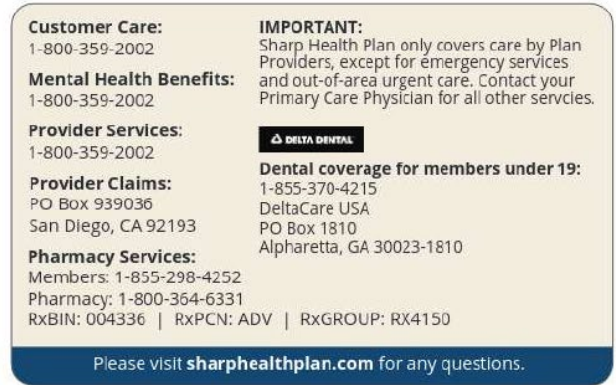 Customer Care:
1-800-359-2002
Mental Health Benefits:
1-800-359-2002
Provider Services:
1-800-359-2002
Provider Claims:
PO Box 939036
San Diego, CA 92193
Pharmacy Services:
Members: 1-855-298-4252
Pharmacy: 1-800-364-6331
RxBIN: 004336 | RxPCN: ADV | RxGROUP: RX4150
IMPORTANT:
Sharp Health Plan only covers care by Plan
Providers, except for emergency services
and out-of-area urgent care. Contact your
Primary Care Physician for all other servcies.
DELTA DENTAL
Dental coverage for members under 19:
1-855-370-4215
DeltaCare USA
PO Box 1810
Alpharetta, GA 30023-1810
Please visit sharphealthplan.com for any questions.